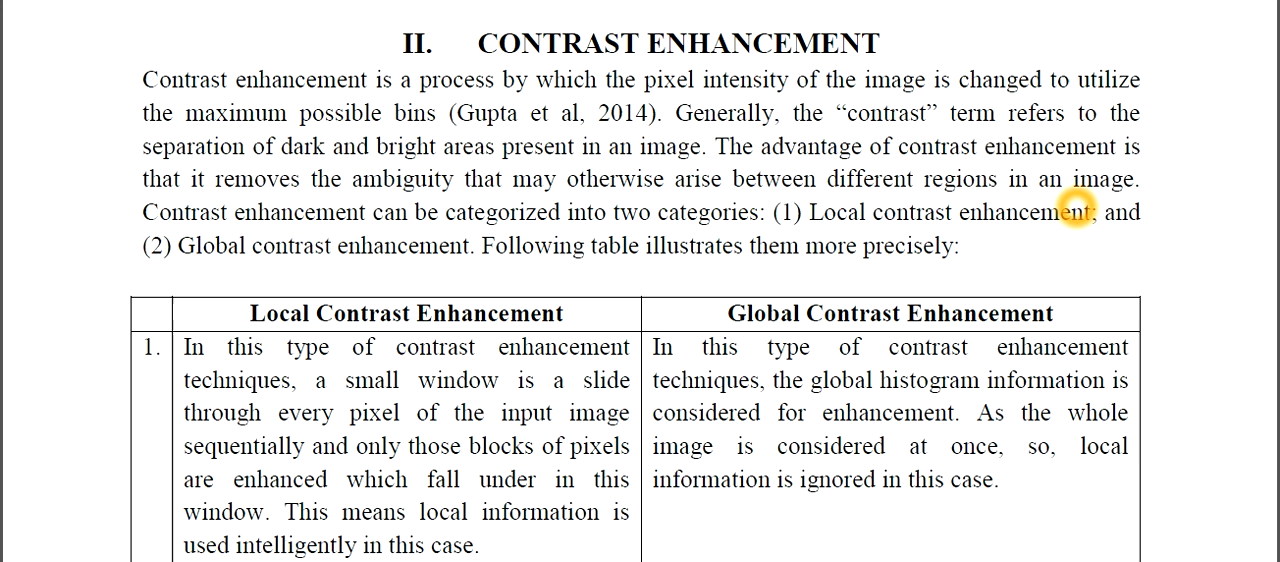 II. CONTRAST ENHANCEMENT
Contrast enhancement is a process by which the pixel intensity of the image is changed to utilize
the maximum possible bins (Gupta et al, 2014). Generally, the “contrast” term refers to the
separation of dark and bright areas present in an image. The advantage of contrast enhancement is
that it removes the ambiguity that may otherwise arise between different regions in an image.
Contrast enhancement can be categorized into two categories: (1) Local contrast enhancement; and
(2) Global contrast enhancement. Following table illustrates them more precisely:
Local Contrast Enhancement
Global Contrast Enhancement
1.
In this type of contrast enhancement
techniques, a small window is a slide
through every pixel of the input image
sequentially and only those blocks of pixels
are enhanced which fall under in this
window. This means local information is
used intelligently in this case.
In this type of contrast enhancement
techniques, the global histogram information is
considered for enhancement. As the whole
image is considered at once, so, local
information is ignored in this case.